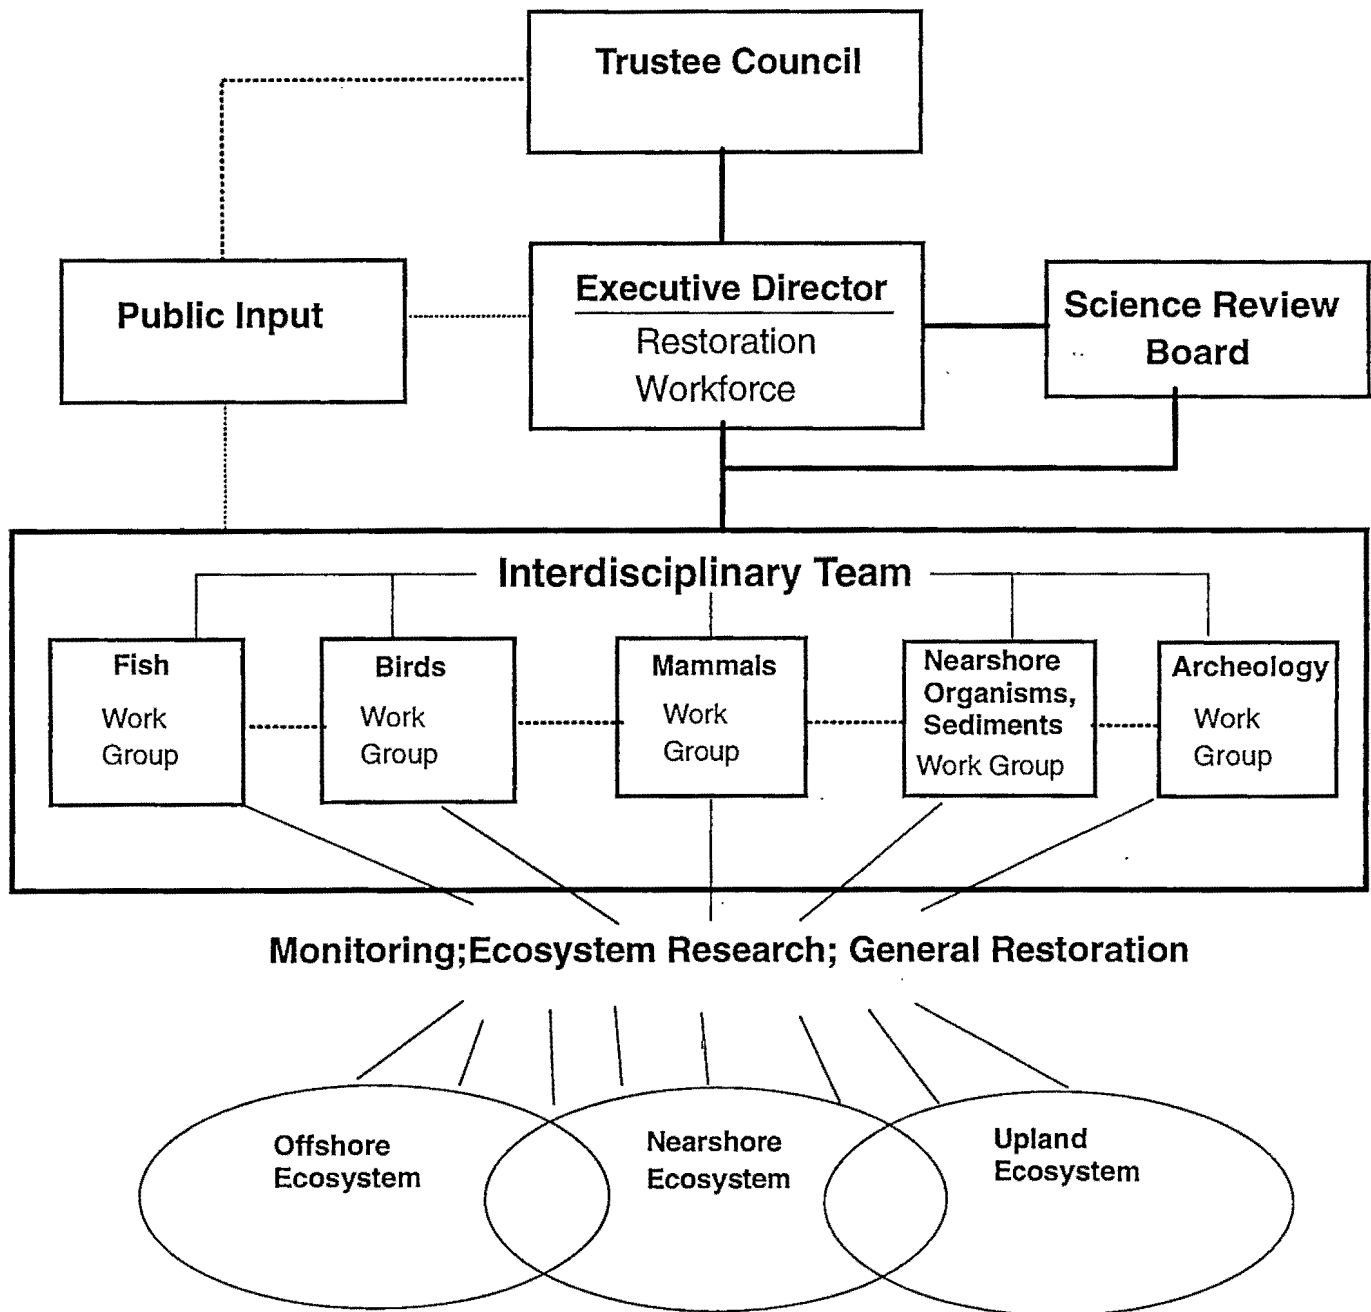 Trustee Council
Public Input
Executive Director
Restoration
Workforce
Science Review
Board
Interdisciplinary Team
Fish
Work
Group
Birds
Work
Group
Mammals
Work
Group
Nearshore
Organisms,
Sediments
Work Group
Archeology
Work
Group
Monitoring;Ecosystem Research; General Restoration
Offshore
Ecosystem
Nearshore
Ecosystem
Upland
Ecosystem